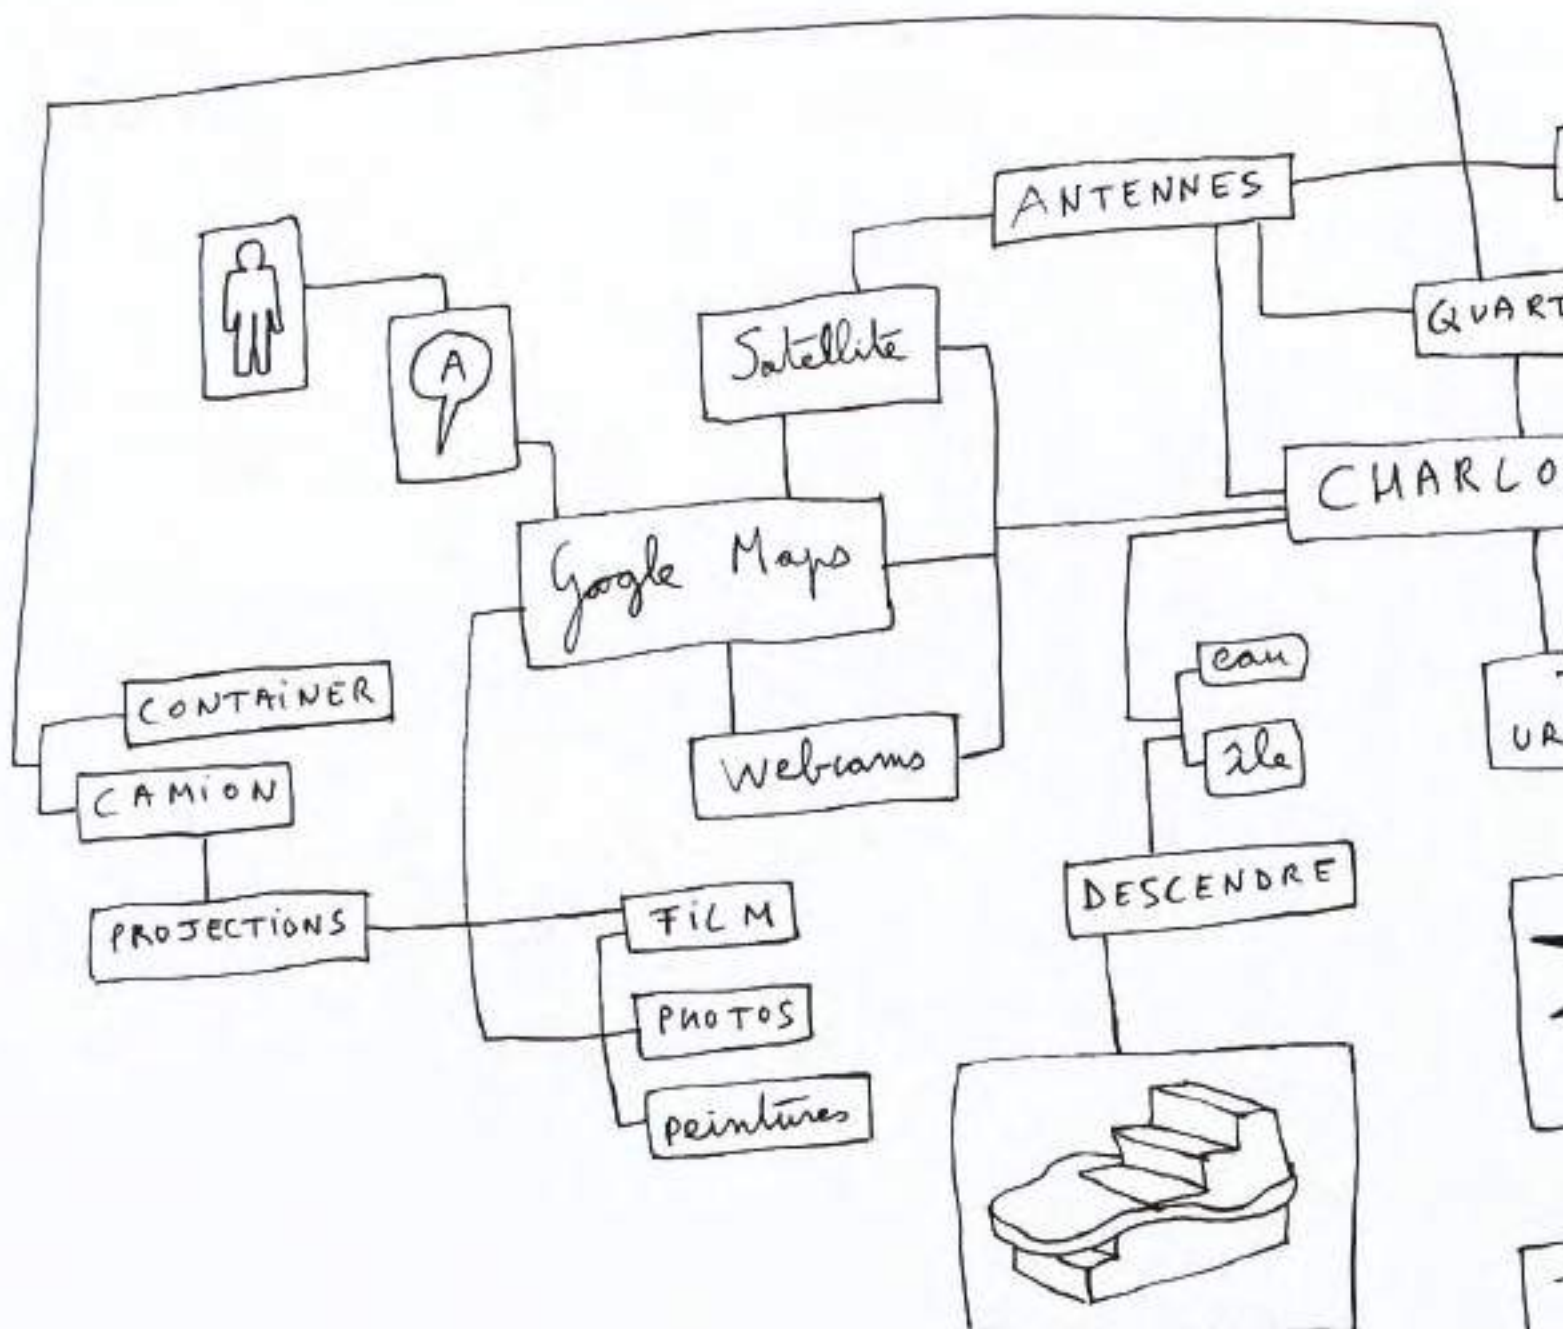 ANTENNES
QUART
A
Satellite
CHARLO
Google Maps
eau
CONTAINER
île
UR
CAMION
Webcams
DESCENDRE
PROJECTIONS
FILM
PHOTOS
peintures